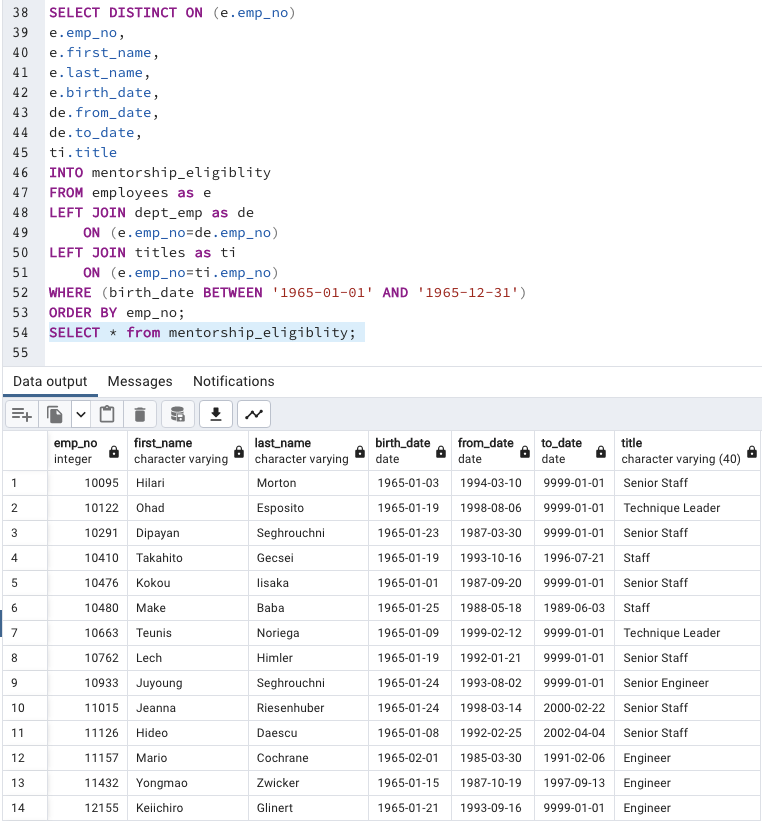 38 SELECT DISTINCT ON (e.emp_no)
39 e.emp_no,
40 e.first_name,
41 e.last_name,
42 e.birth_date,
43 de.from_date,
44 de.to_date,
45 ti.title
46 INTO mentorship_eligiblity
47 FROM employees as e
48 LEFT JOIN dept_emp as de
49 ON (e.emp_no=de.emp_no)
50 LEFT JOIN titles as ti
51 ON (e.emp_no=ti.emp_no)
52 WHERE (birth_date BETWEEN '1965-01-01' AND '1965-12-31')
53 ORDER BY emp_no;
54 SELECT * from mentorship_eligiblity;
55
Data output Messages Notifications
emp_no first_name last_name birth_date from_date to_date title
integer character varying character varying date date date character varying (40)
1 10095 Hilari Morton 1965-01-03 1994-03-10 9999-01-01 Senior Staff
2 10122 Ohad Esposito 1965-01-19 1998-08-06 9999-01-01 Technique Leader
3 10291 Dipayan Seghrouchni 1965-01-23 1987-03-30 9999-01-01 Senior Staff
4 10410 Takahito Gecsei 1965-01-19 1993-10-16 1996-07-21 Staff
5 10476 Kokou Iisaka 1965-01-01 1987-09-20 9999-01-01 Senior Staff
6 10480 Make Baba 1965-01-25 1988-05-18 1989-06-03 Staff
7 10663 Teunis Noriega 1965-01-09 1999-02-12 9999-01-01 Technique Leader
8 10762 Lech Himler 1965-01-19 1992-01-21 9999-01-01 Senior Staff
9 10933 Juyoung Seghrouchni 1965-01-24 1993-08-02 9999-01-01 Senior Engineer
10 11015 Jeanna Riesenhuber 1965-01-24 1998-03-14 2000-02-22 Senior Staff
11 11126 Hideo Daescu 1965-01-08 1992-02-25 2002-04-04 Senior Staff
12 11157 Mario Cochrane 1965-02-01 1985-03-30 1991-02-06 Engineer
13 11432 Yongmao Zwicker 1965-01-15 1987-10-19 1997-09-13 Engineer
14 12155 Keiichiro Glinert 1965-01-21 1993-09-16 9999-01-01 Engineer